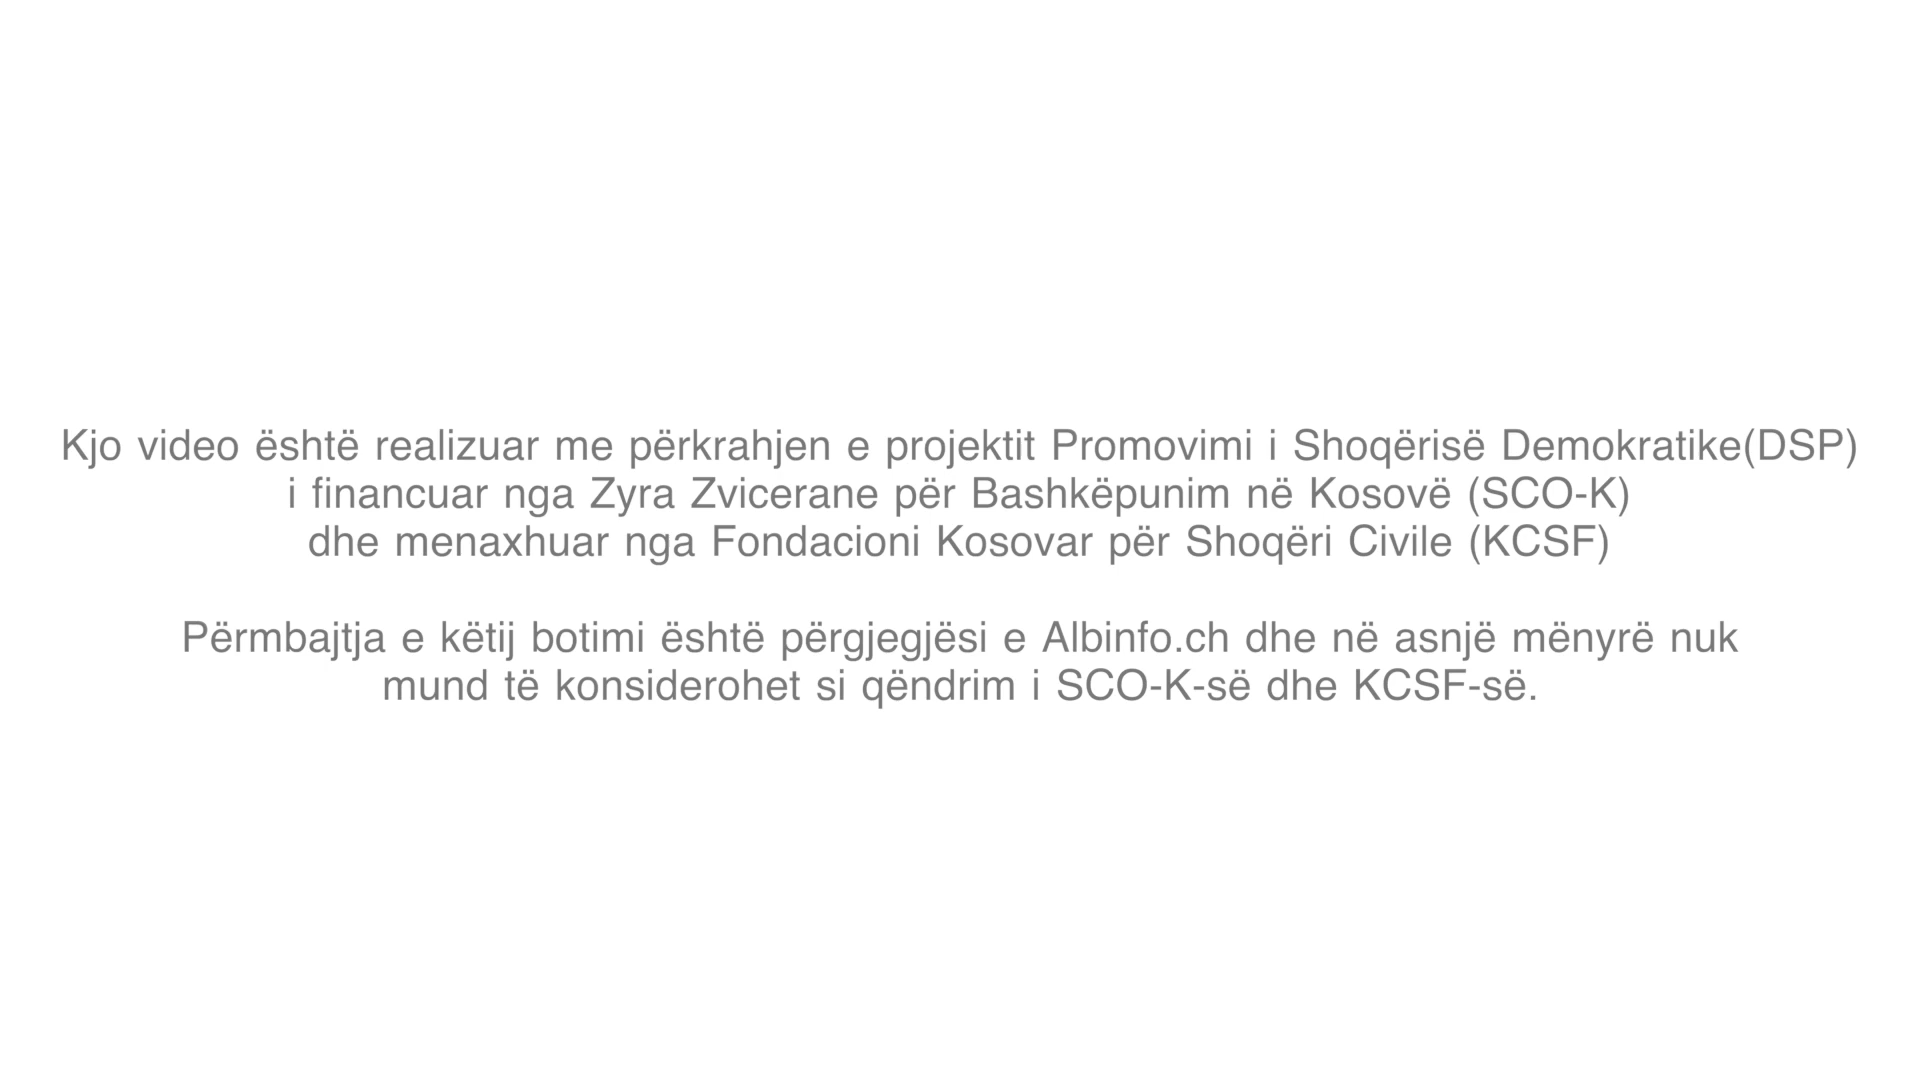 Kjo video është realizuar me përkrahjen e projektit Promovimi i Shoqërisë Demokratike(DSP)
i financuar nga Zyra Zvicerane për Bashkëpunim në Kosovë (SCO-K)
dhe menaxhuar nga Fondacioni Kosovar për Shoqëri Civile (KCSF)
Përmbajtja e këtij botimi është përgjegjësi e Albinfo.ch dhe në asnjë mënyrë nuk
mund të konsiderohet si qëndrim i SCO-K-së dhe KCSF-së.